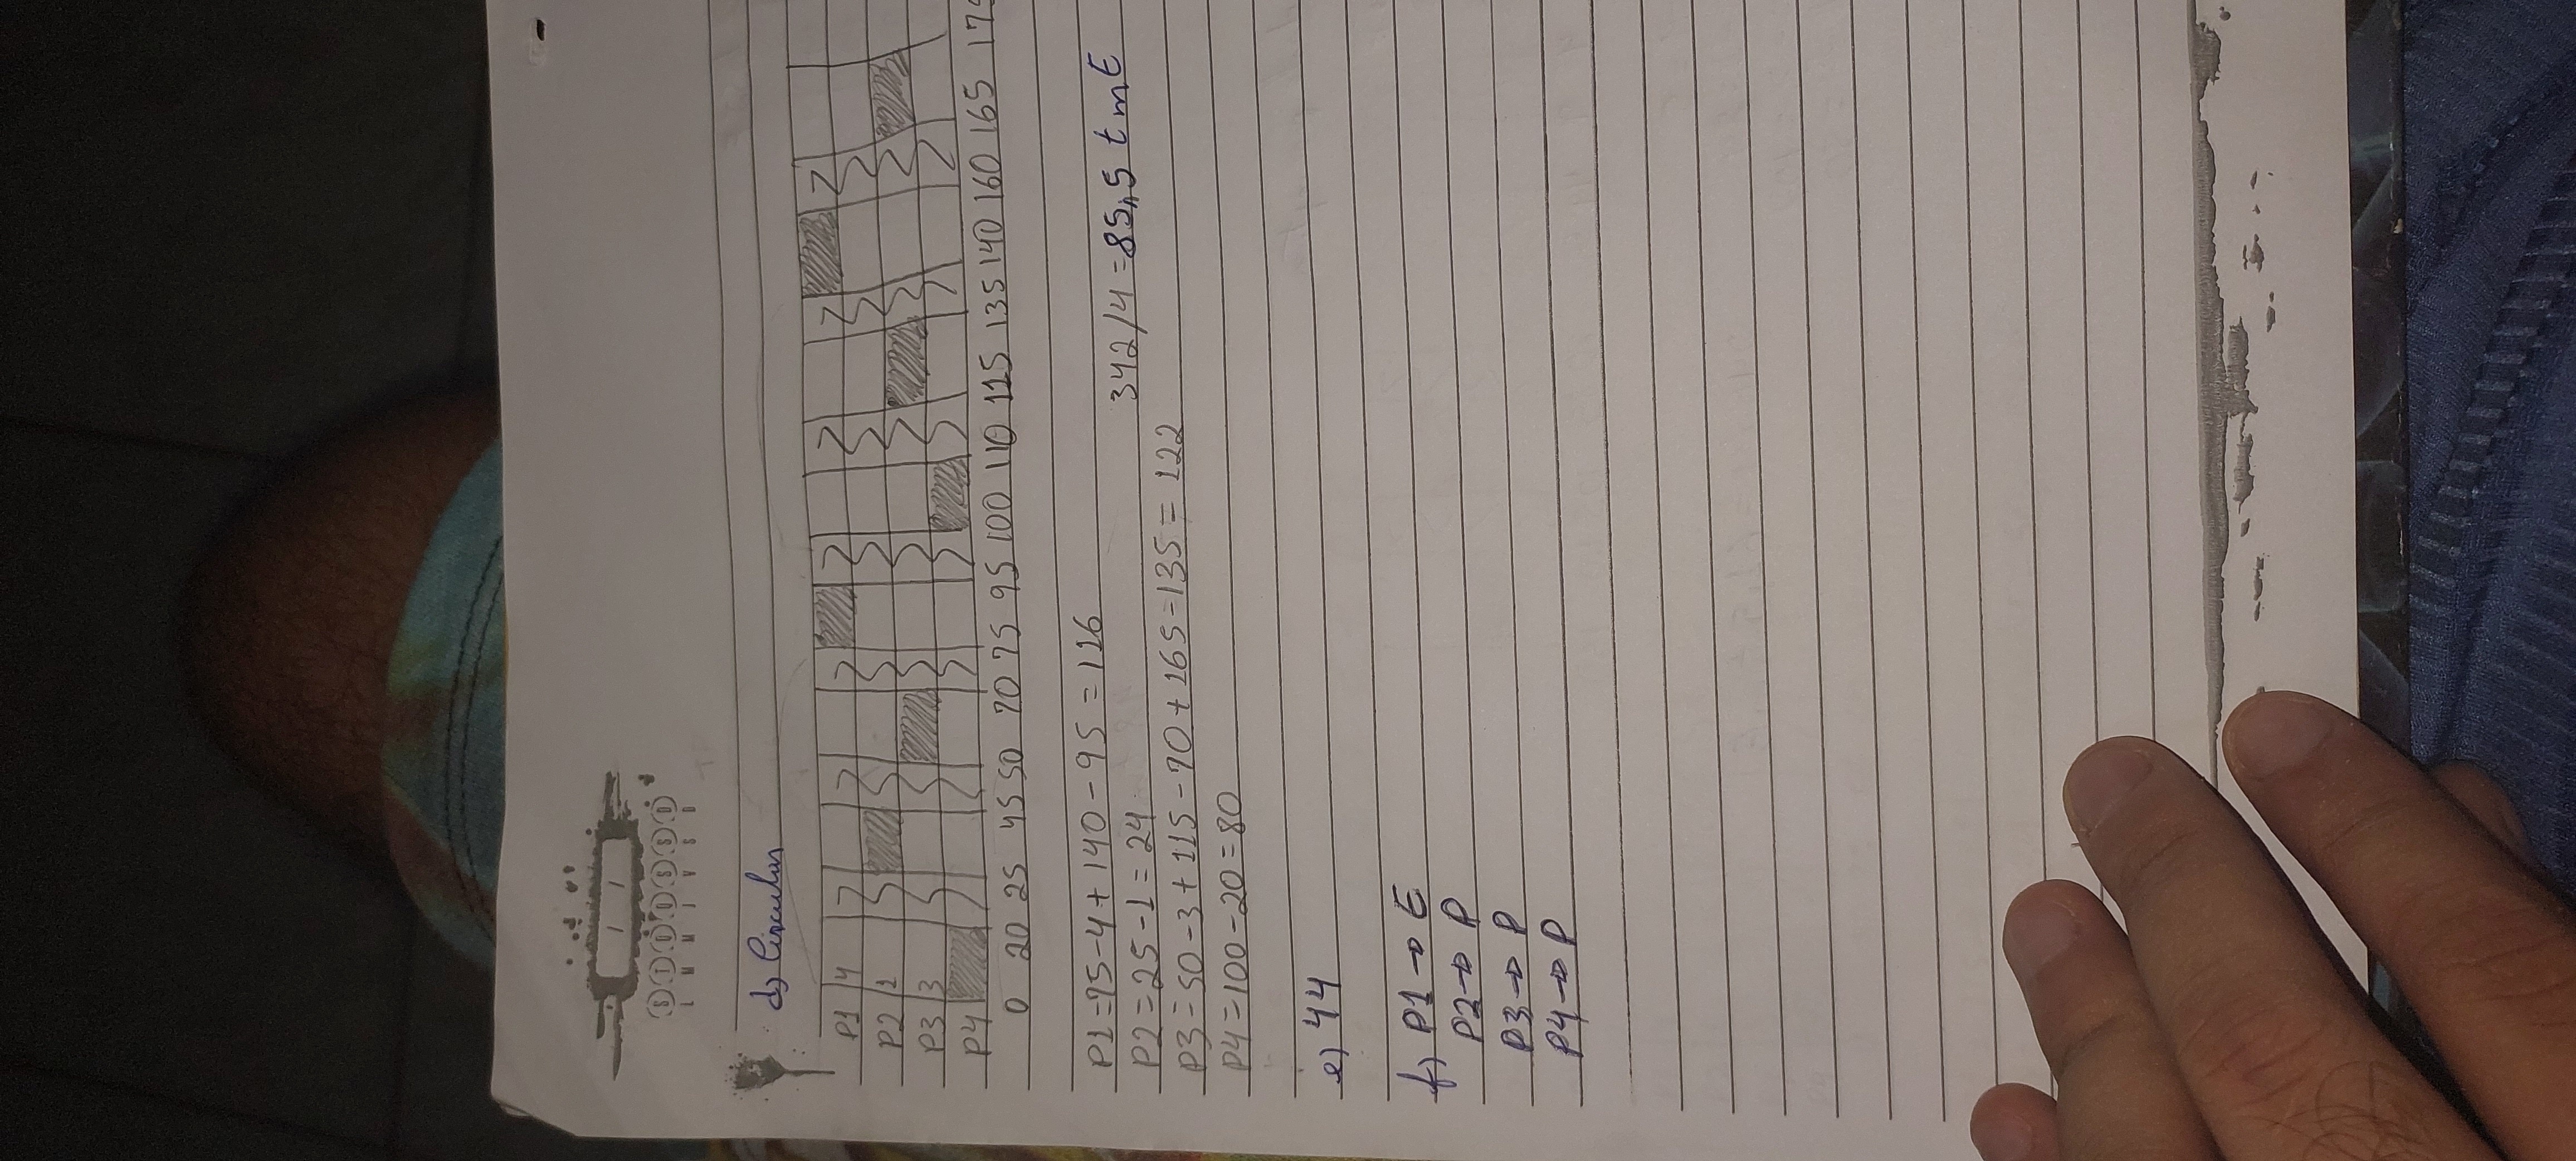 / /
S T Q Q S S D
L M M J V S D
d) Circular
P1 4
P2 1
P3 3
P4
0 20 25 45 50 70 75 95 100 110 115 135 140 160 165 175
P1=75-4+140-95=116
342/4=85,5 tmE
P2=25-1=24
P3=50-3+115-70+165-135=122
P4=100-20=80
e) 44
f) P1→E
P2→P
P3→P
P4→P